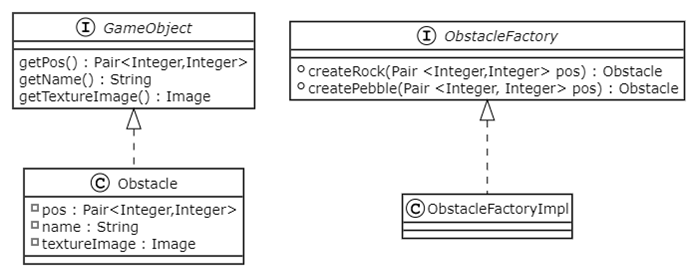 I GameObject
getPos() : Pair<Integer,Integer>
getName() : String
getTextureImage() : Image
C Obstacle
pos : Pair<Integer,Integer>
name : String
textureImage : Image
I ObstacleFactory
createRock(Pair <Integer,Integer> pos) : Obstacle
createPebble(Pair <Integer, Integer> pos) : Obstacle
C ObstacleFactoryImpl